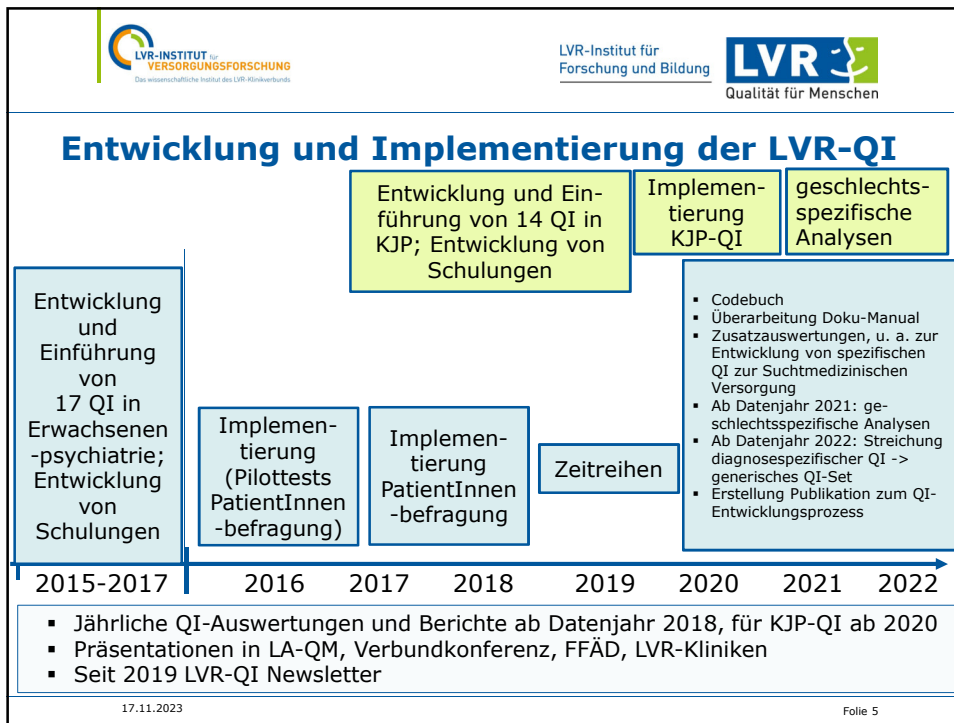 LVR-INSTITUT für
VERSORGUNGSFORSCHUNG
Das wissenschaftliche Institut des LVR-Klinikverbunds
LVR-Institut für
Forschung und Bildung
LVR
Qualität für Menschen
Entwicklung und Implementierung der LVR-QI
Entwicklung und Ein-
führung von 14 QI in
KJP; Entwicklung von
Schulungen
Implemen-
tierung
KJP-QI
geschlechts-
spezifische
Analysen
Entwicklung
und
Einführung
von
17 QI in
Erwachsenen
-psychiatrie;
Entwicklung
von
Schulungen
Implemen-
tierung
(Pilottests
PatientInnen
-befragung)
Implemen-
tierung
PatientInnen
-befragung
Zeitreihen
▪ Codebuch
▪ Überarbeitung Doku-Manual
▪ Zusatzauswertungen, u. a. zur
Entwicklung von spezifischen
QI zur Suchtmedizinischen
Versorgung
▪ Ab Datenjahr 2021: ge-
schlechtsspezifische Analysen
▪ Ab Datenjahr 2022: Streichung
diagnosespezifischer QI ->
generisches QI-Set
▪ Erstellung Publikation zum QI-
Entwicklungsprozess
2015-2017 2016 2017 2018 2019 2020 2021 2022
▪ Jährliche QI-Auswertungen und Berichte ab Datenjahr 2018, für KJP-QI ab 2020
▪ Präsentationen in LA-QM, Verbundkonferenz, FFÄD, LVR-Kliniken
▪ Seit 2019 LVR-QI Newsletter
17.11.2023
Folie 5